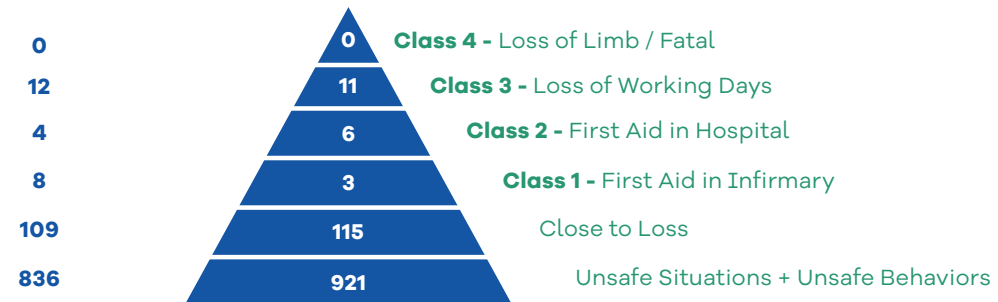 0 0 Class 4 - Loss of Limb / Fatal
12 11 Class 3 - Loss of Working Days
4 6 Class 2 - First Aid in Hospital
8 3 Class 1 - First Aid in Infirmary
109 115 Close to Loss
836 921 Unsafe Situations + Unsafe Behaviors